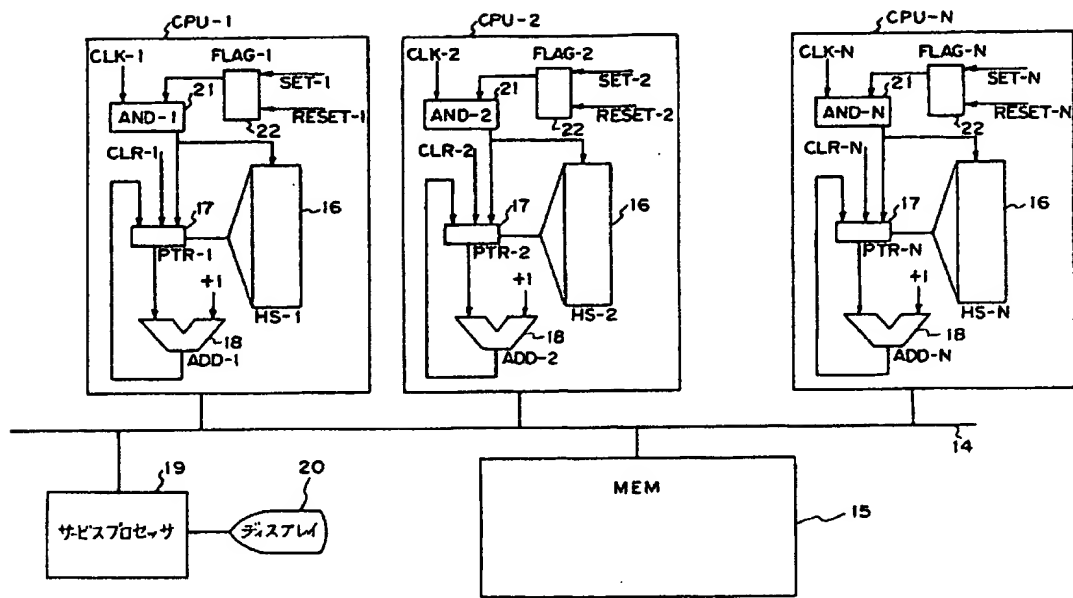 CPU-1
CLK-1
FLAG-1
SET-1
21
AND-1
RESET-1
22
CLR-1
17
16
PTR-1
+1
HS-1
18
ADD-1
CPU-2
CLK-2
FLAG-2
SET-2
21
AND-2
RESET-2
22
CLR-2
17
16
PTR-2
+1
HS-2
18
ADD-2
CPU-N
CLK-N
FLAG-N
SET-N
21
AND-N
RESET-N
22
CLR-N
17
16
PTR-N
+1
HS-N
18
ADD-N
14
19
サービスプロセッサ
20
ディスプレイ
MEM
15